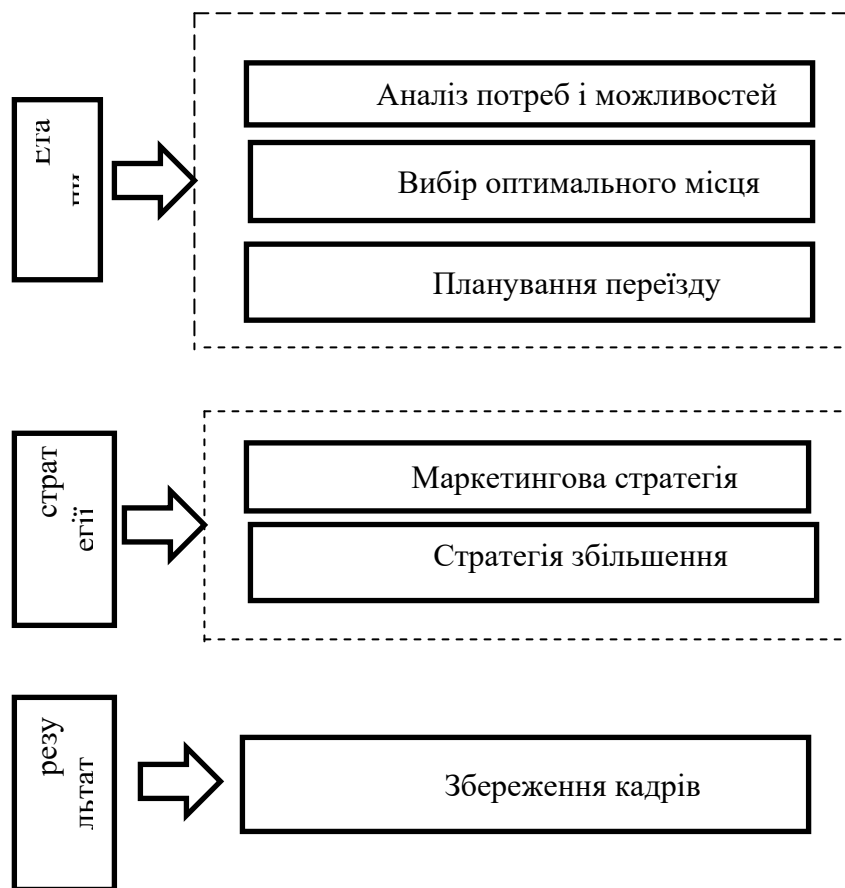 Ета
пи
Аналіз потреб і можливостей
Вибір оптимального місця
Планування переїзду
страт
егії
Маркетингова стратегія
Стратегія збільшення
резу
льтат
Збереження кадрів